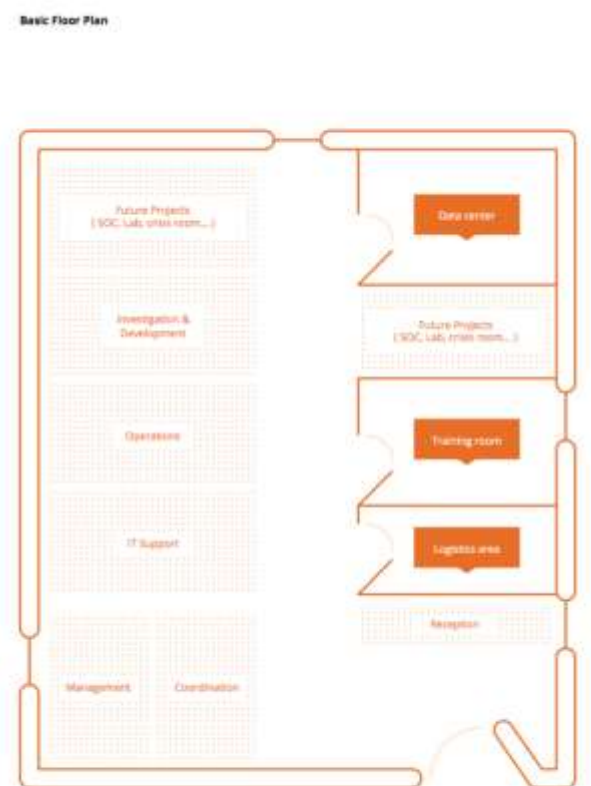 Basic Floor Plan
Future Projects
( SOC, Lab, crisis room... )
Data center
Investigation &
Development
Future Projects
( SOC, Lab, crisis room... )
Operations
Training room
IT Support
Logistics area
Reception
Management
Coordination